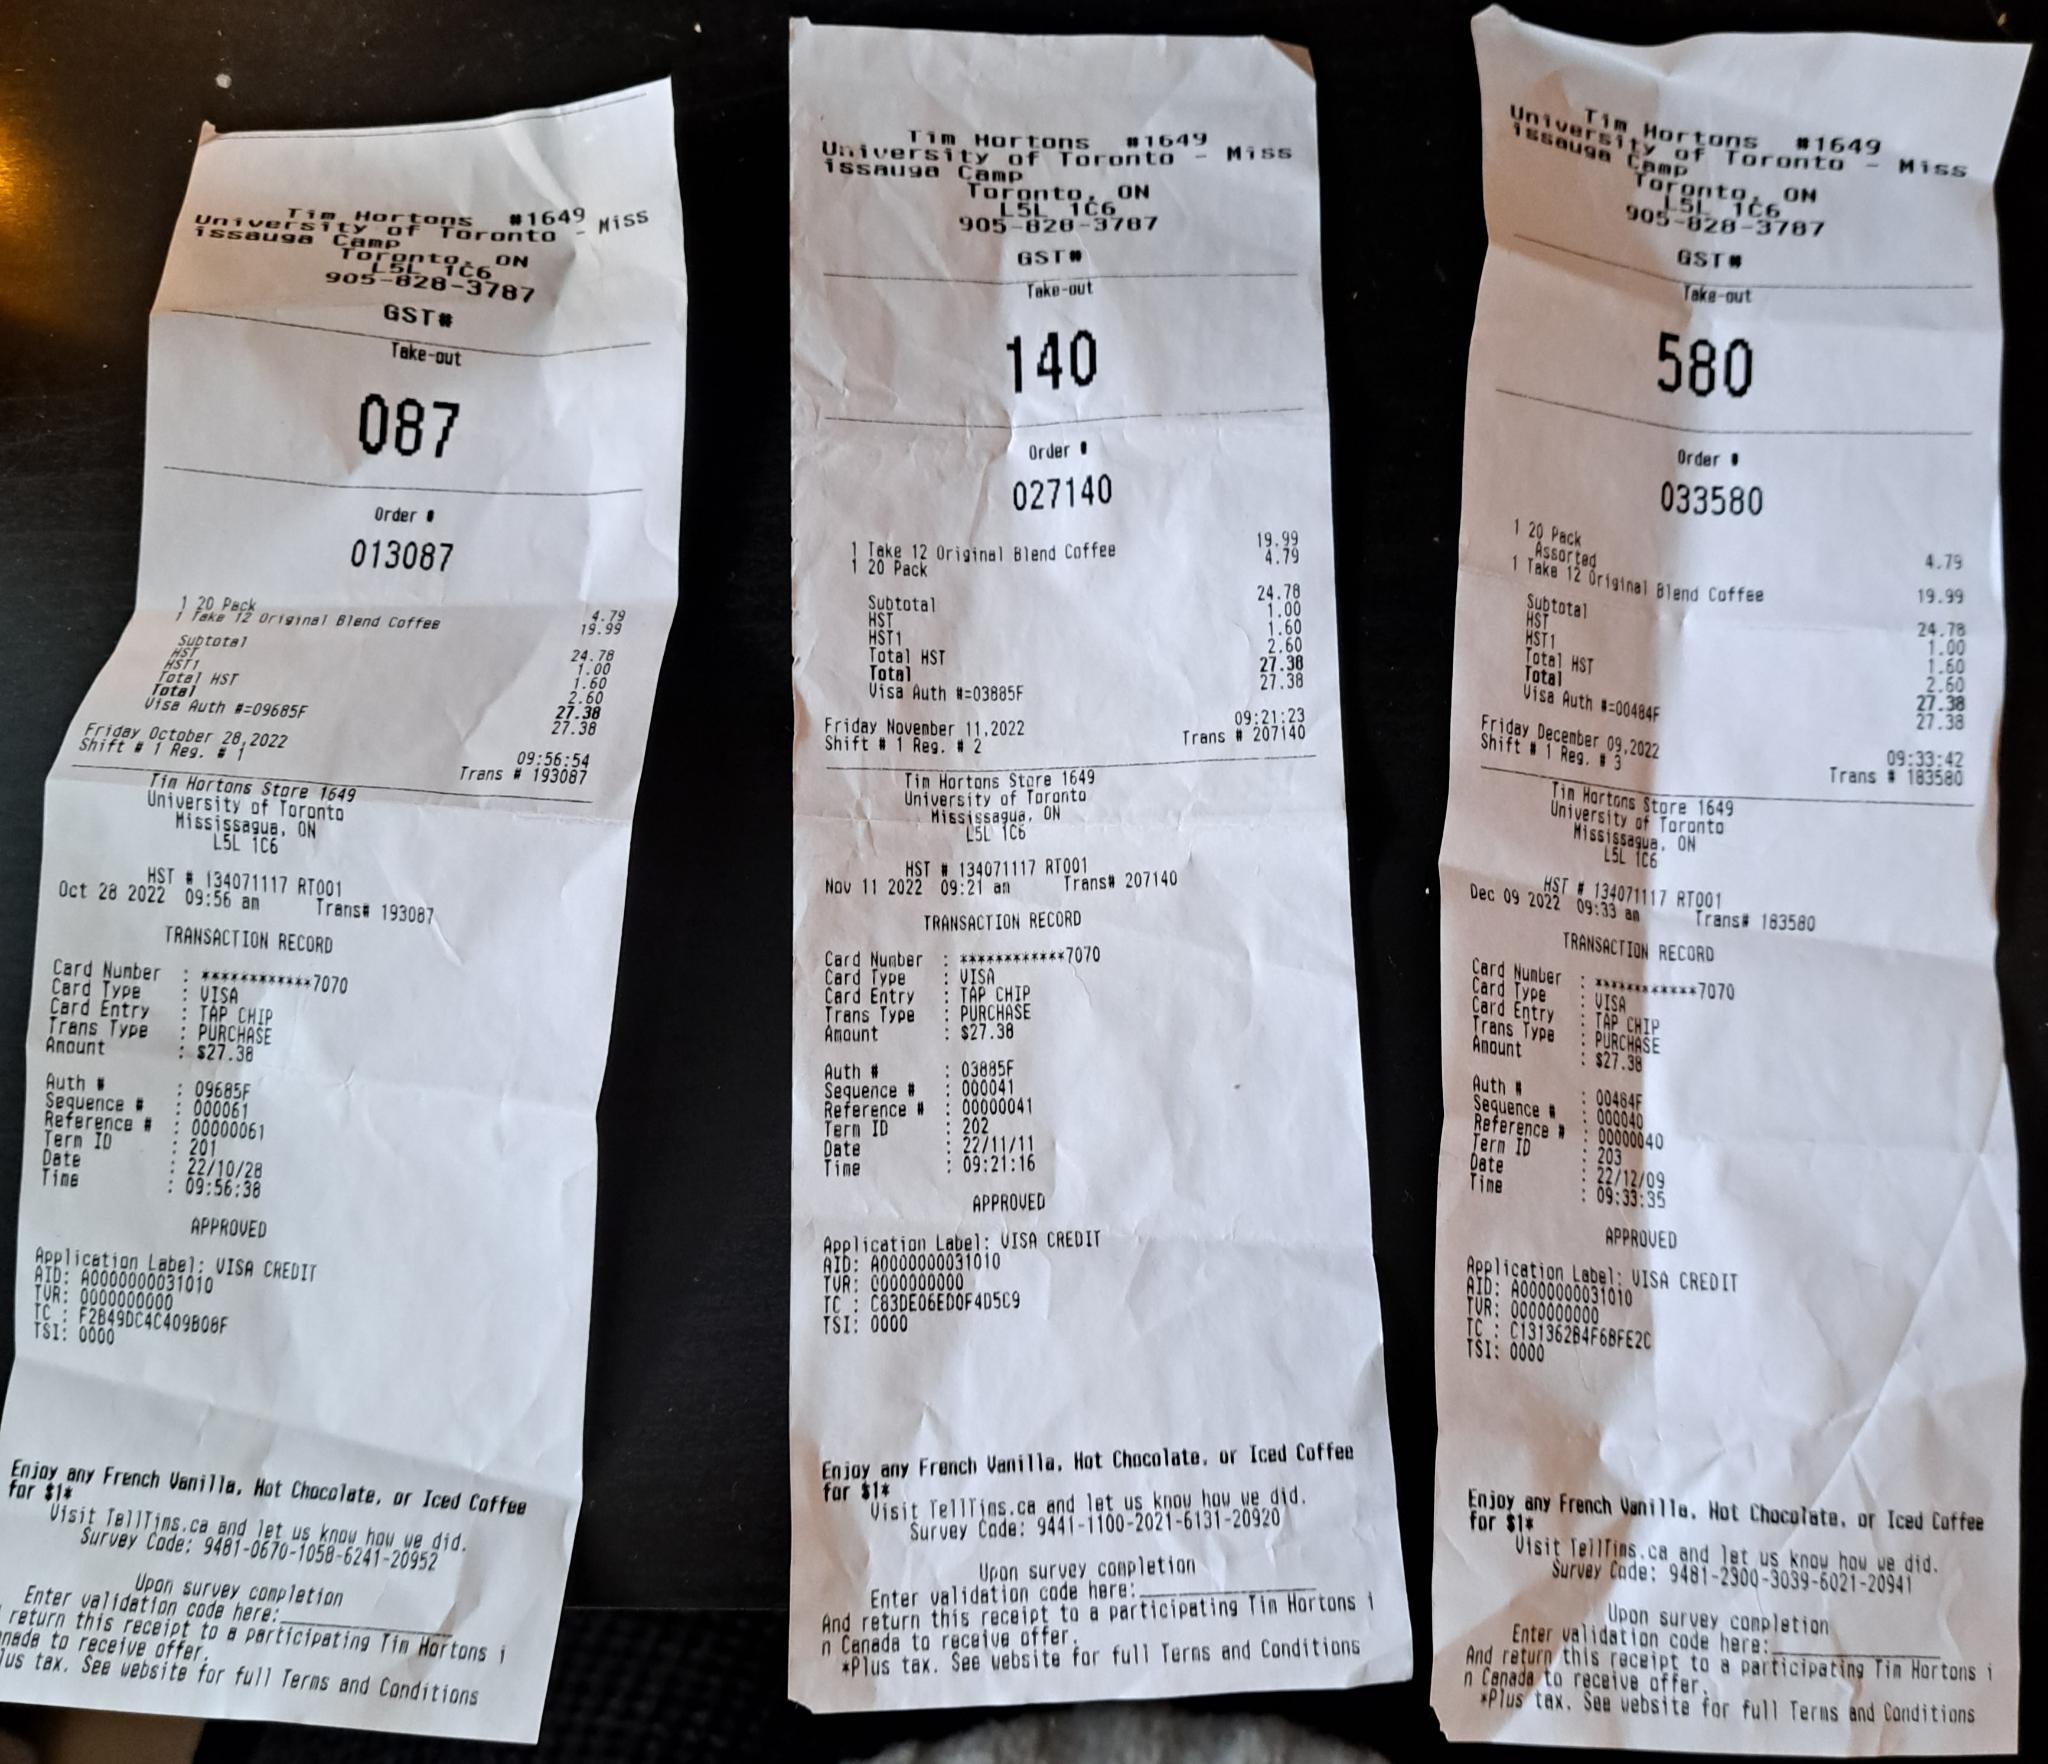 Tim Hortons #1649
University of Toronto - Miss
issauga Camp
Toronto, ON
L5L 1C6
905-828-3787
GST#
Take-out
087
Order #
013087
1 20 Pack 4.79
1 Take 12 Original Blend Coffee 19.99
Subtotal 24.78
HST 1.00
HST1 1.60
Total HST 2.60
Total 27.38
Visa Auth #=09685F 27.38
Friday October 28,2022 09:56:54
Shift # 1 Reg. # 1 Trans # 193087
Tim Hortons Store 1649
University of Toronto
Mississagua, ON
L5L 1C6
HST # 134071117 RT001
Oct 28 2022 09:56 am Trans# 193087
TRANSACTION RECORD
Card Number : ************7070
Card Type : VISA
Card Entry : TAP CHIP
Trans Type : PURCHASE
Amount : $27.38
Auth # : 09685F
Sequence # : 000061
Reference # : 00000061
Term ID : 201
Date : 22/10/28
Time : 09:56:38
APPROVED
Application Label: VISA CREDIT
AID: A0000000031010
TVR: 0000000000
TC : F2B49DC4C409B08F
TSI: 0000
Enjoy any French Vanilla, Hot Chocolate, or Iced Coffee
for $1*
Visit TellTims.ca and let us know how we did.
Survey Code: 9481-0670-1058-6241-20952
Upon survey completion
Enter validation code here:
return this receipt to a participating Tim Hortons i
nada to receive offer.
lus tax. See website for full Terms and Conditions
Tim Hortons #1649
University of Toronto - Miss
issauga Camp
Toronto, ON
L5L 1C6
905-828-3787
GST#
Take-out
140
Order #
027140
1 Take 12 Original Blend Coffee 19.99
1 20 Pack 4.79
Subtotal 24.78
HST 1.00
HST1 1.60
Total HST 2.60
Total 27.38
Visa Auth #=03885F 27.38
Friday November 11,2022 09:21:23
Shift # 1 Reg. # 2 Trans # 207140
Tim Hortons Store 1649
University of Toronto
Mississagua, ON
L5L 1C6
HST # 134071117 RT001
Nov 11 2022 09:21 am Trans# 207140
TRANSACTION RECORD
Card Number : ************7070
Card Type : VISA
Card Entry : TAP CHIP
Trans Type : PURCHASE
Amount : $27.38
Auth # : 03885F
Sequence # : 000041
Reference # : 00000041
Term ID : 202
Date : 22/11/11
Time : 09:21:16
APPROVED
Application Label: VISA CREDIT
AID: A0000000031010
TVR: 0000000000
TC : C83DE06ED0F4D5C9
TSI: 0000
Enjoy any French Vanilla, Hot Chocolate, or Iced Coffee
for $1*
Visit TellTims.ca and let us know how we did.
Survey Code: 9441-1100-2021-6131-20920
Upon survey completion
Enter validation code here:
And return this receipt to a participating Tim Hortons i
n Canada to receive offer.
*Plus tax. See website for full Terms and Conditions
Tim Hortons #1649
University of Toronto - Miss
issauga Camp
Toronto, ON
L5L 1C6
905-828-3787
GST#
Take-out
580
Order #
033580
1 20 Pack 4.79
Assorted
1 Take 12 Original Blend Coffee 19.99
Subtotal 24.78
HST 1.00
HST1 1.60
Total HST 2.60
Total 27.38
Visa Auth #=00484F 27.38
Friday December 09,2022 09:33:42
Shift # 1 Reg. # 3 Trans # 183580
Tim Hortons Store 1649
University of Toronto
Mississagua, ON
L5L 1C6
HST # 134071117 RT001
Dec 09 2022 09:33 am Trans# 183580
TRANSACTION RECORD
Card Number : ************7070
Card Type : VISA
Card Entry : TAP CHIP
Trans Type : PURCHASE
Amount : $27.38
Auth # : 00484F
Sequence # : 000040
Reference # : 00000040
Term ID : 203
Date : 22/12/09
Time : 09:33:35
APPROVED
Application Label: VISA CREDIT
AID: A0000000031010
TVR: 0000000000
TC : C131362B4F6BFE2C
TSI: 0000
Enjoy any French Vanilla, Hot Chocolate, or Iced Coffee
for $1*
Visit TellTims.ca and let us know how we did.
Survey Code: 9481-2300-3039-6021-20941
Upon survey completion
Enter validation code here:
And return this receipt to a participating Tim Hortons i
n Canada to receive offer.
*Plus tax. See website for full Terms and Conditions